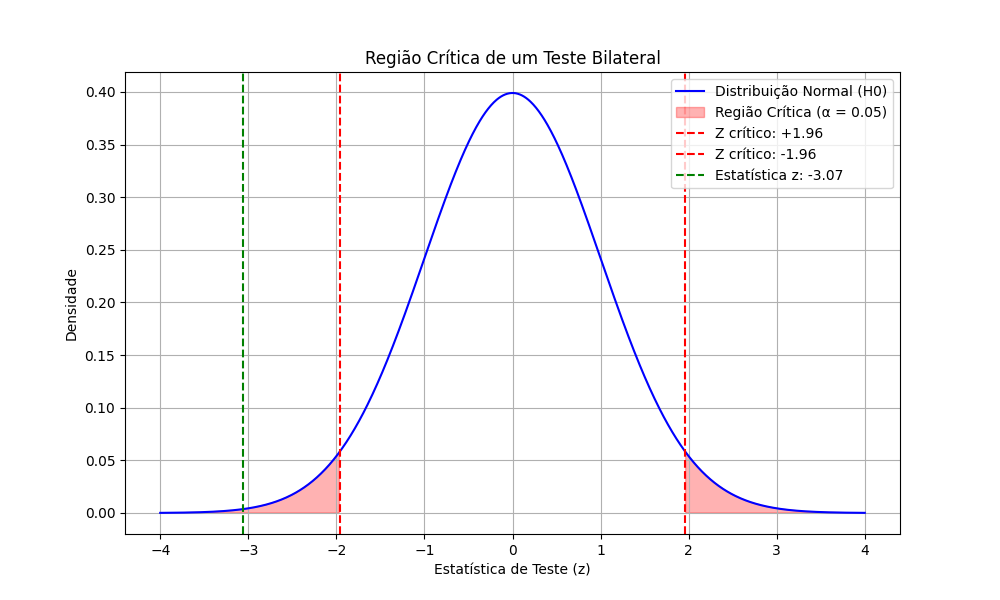 Região Crítica de um Teste Bilateral
Distribuição Normal (H0)
Região Crítica (α = 0.05)
Z crítico: +1.96
Z crítico: -1.96
Estatística z: -3.07
0.40
0.35
0.30
0.25
0.20
0.15
0.10
0.05
0.00
Densidade
−4 −3 −2 −1 0 1 2 3 4
Estatística de Teste (z)